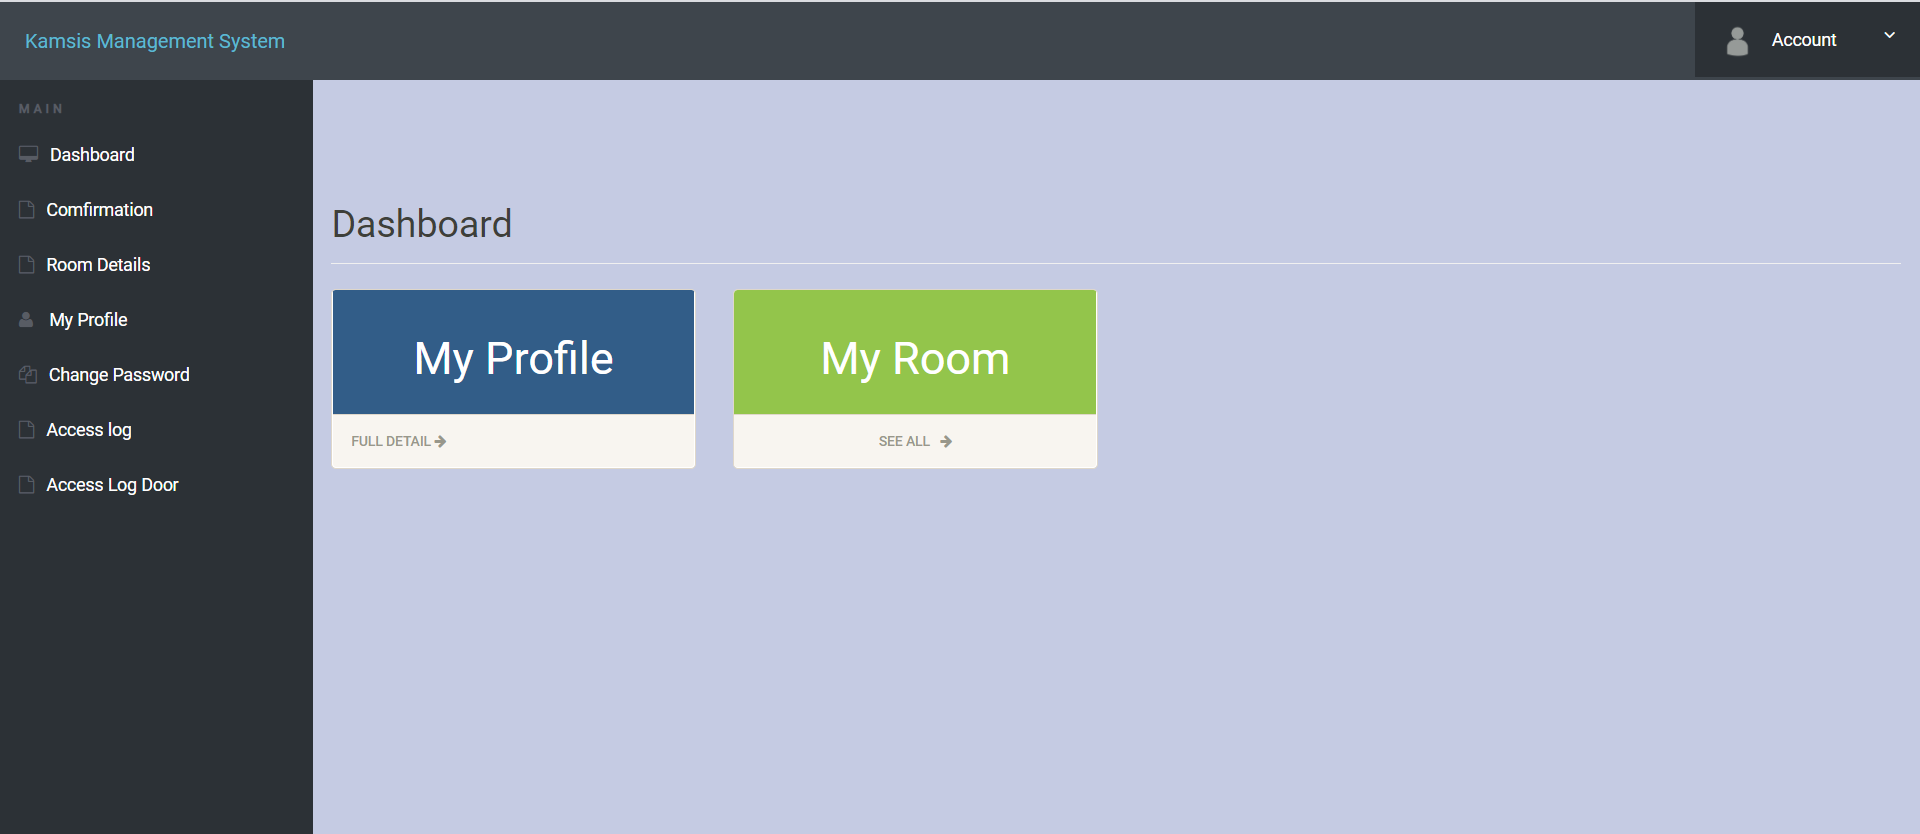 Kamsis Management System
Account
MAIN
Dashboard
Comfirmation
Room Details
My Profile
Change Password
Access log
Access Log Door
Dashboard
My Profile
FULL DETAIL
My Room
SEE ALL